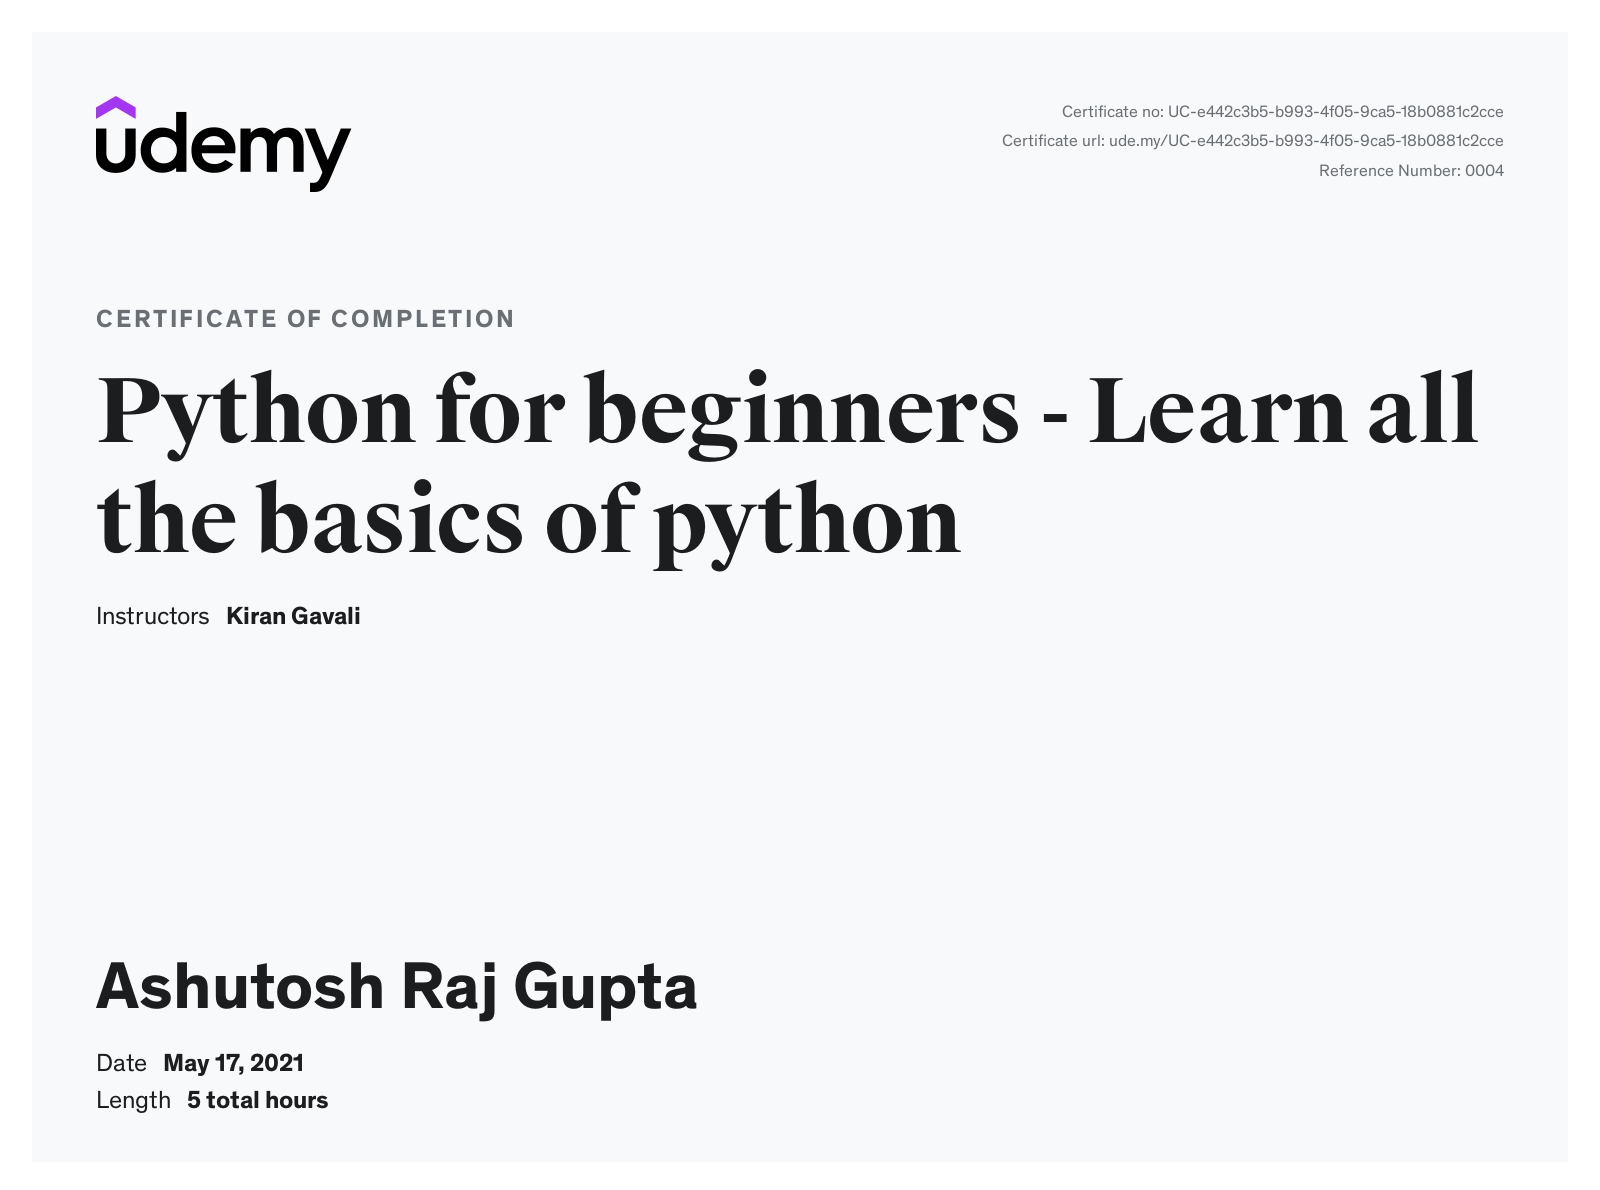 udemy
Certificate no: UC-e442c3b5-b993-4f05-9ca5-18b0881c2cce
Certificate url: ude.my/UC-e442c3b5-b993-4f05-9ca5-18b0881c2cce
Reference Number: 0004
CERTIFICATE OF COMPLETION
Python for beginners - Learn all
the basics of python
Instructors Kiran Gavali
Ashutosh Raj Gupta
Date May 17, 2021
Length 5 total hours